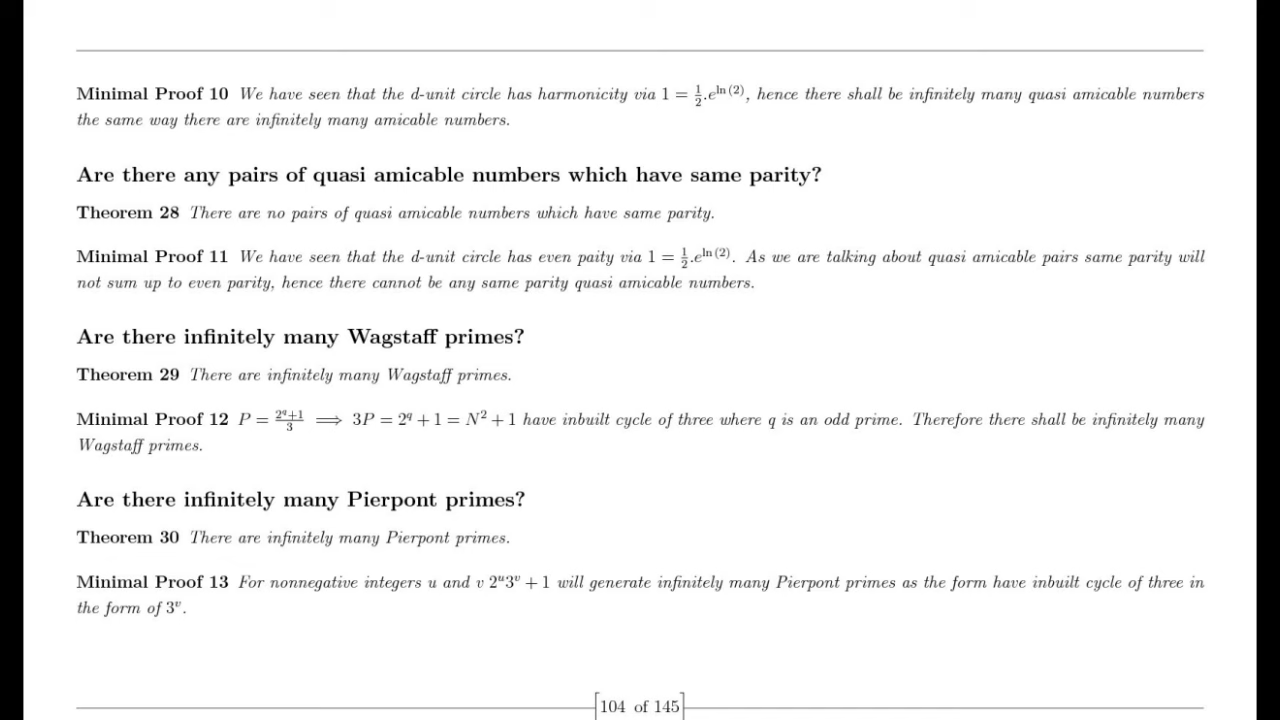 Minimal Proof 10 We have seen that the d-unit circle has harmonicity via 1 = ½.e^{ln (2)}, hence there shall be infinitely many quasi amicable numbers
the same way there are infinitely many amicable numbers.
Are there any pairs of quasi amicable numbers which have same parity?
Theorem 28 There are no pairs of quasi amicable numbers which have same parity.
Minimal Proof 11 We have seen that the d-unit circle has even paity via 1 = ½.e^{ln (2)}. As we are talking about quasi amicable pairs same parity will
not sum up to even parity, hence there cannot be any same parity quasi amicable numbers.
Are there infinitely many Wagstaff primes?
Theorem 29 There are infinitely many Wagstaff primes.
Minimal Proof 12 P = (2^q+1)/3 ⟹ 3P = 2^q + 1 = N² + 1 have inbuilt cycle of three where q is an odd prime. Therefore there shall be infinitely many
Wagstaff primes.
Are there infinitely many Pierpont primes?
Theorem 30 There are infinitely many Pierpont primes.
Minimal Proof 13 For nonnegative integers u and v 2^u3^v + 1 will generate infinitely many Pierpont primes as the form have inbuilt cycle of three in
the form of 3^v.
[104 of 145]